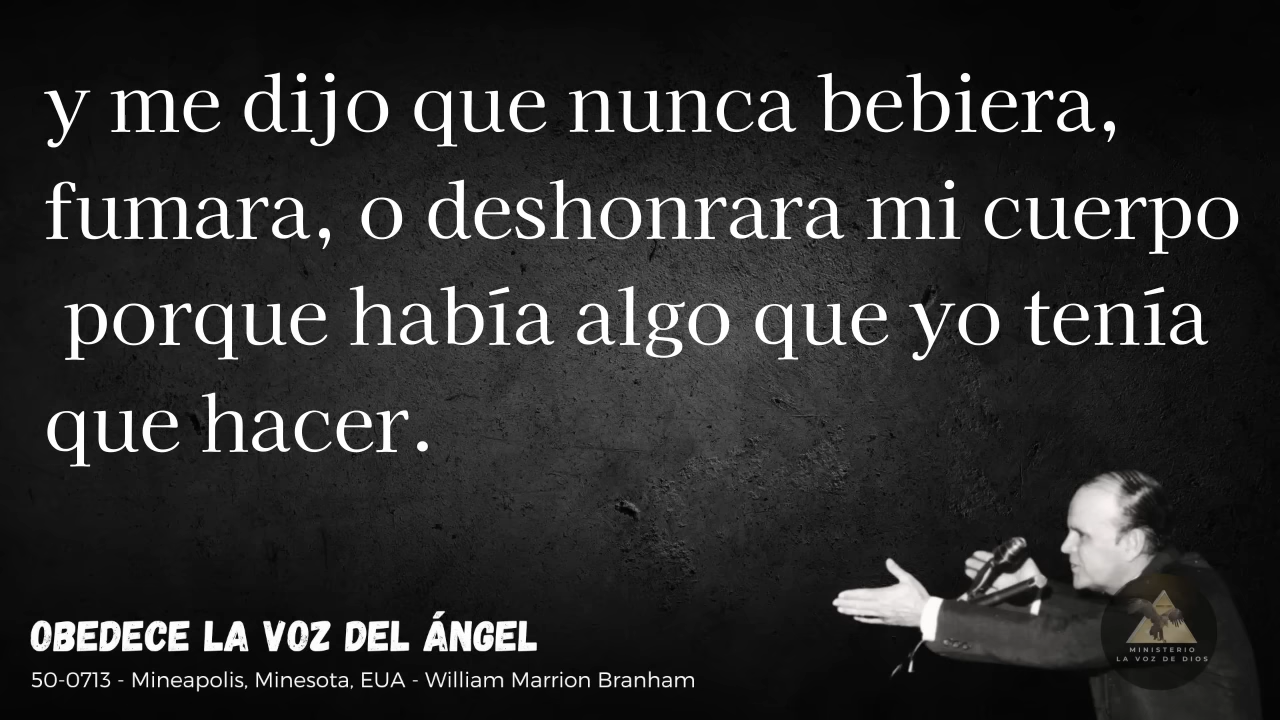 y me dijo que nunca bebiera,
fumara, o deshonrara mi cuerpo
porque había algo que yo tenía
que hacer.
OBEDECE LA VOZ DEL ÁNGEL
50-0713 - Mineapolis, Minesota, EUA - William Marrion Branham
MINISTERIO
LA VOZ DE DIOS